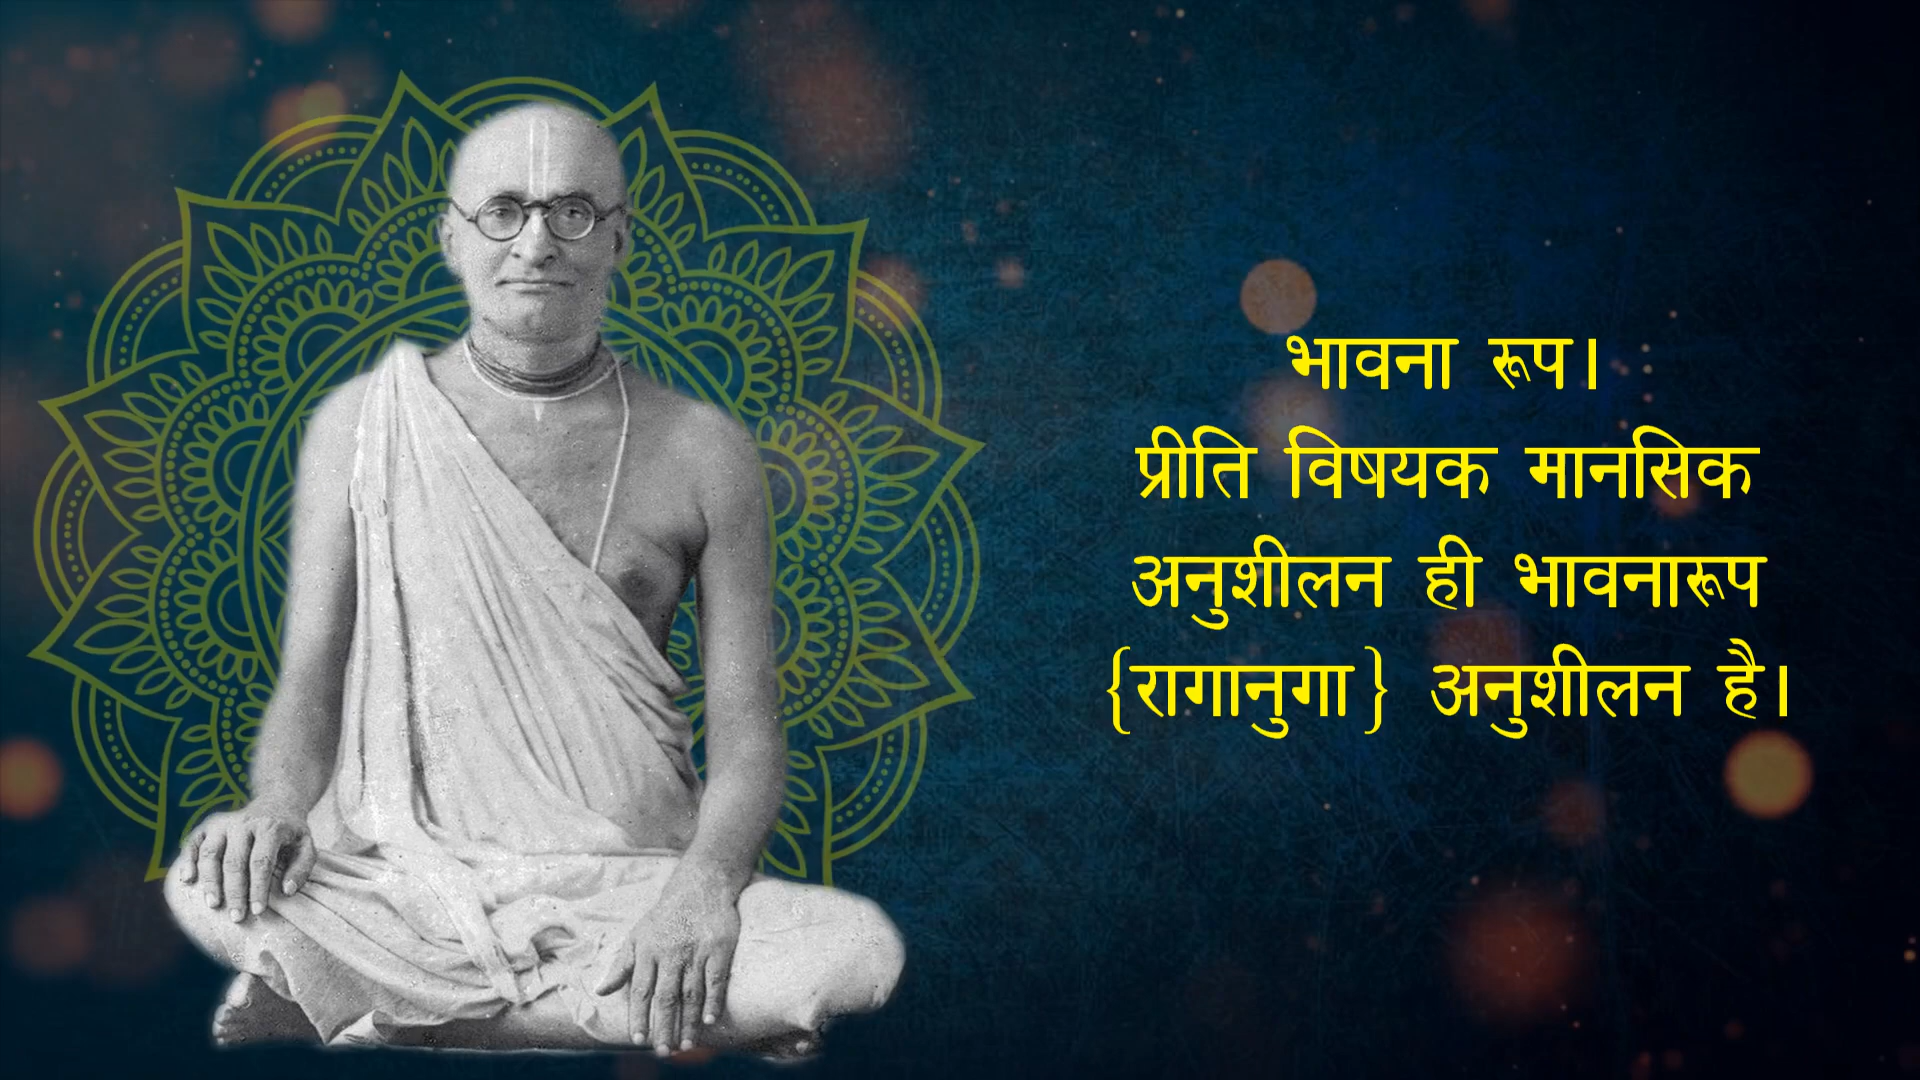 भावना रूप।
प्रीति विषयक मानसिक
अनुशीलन ही भावनारूप
{रागानुगा} अनुशीलन है।